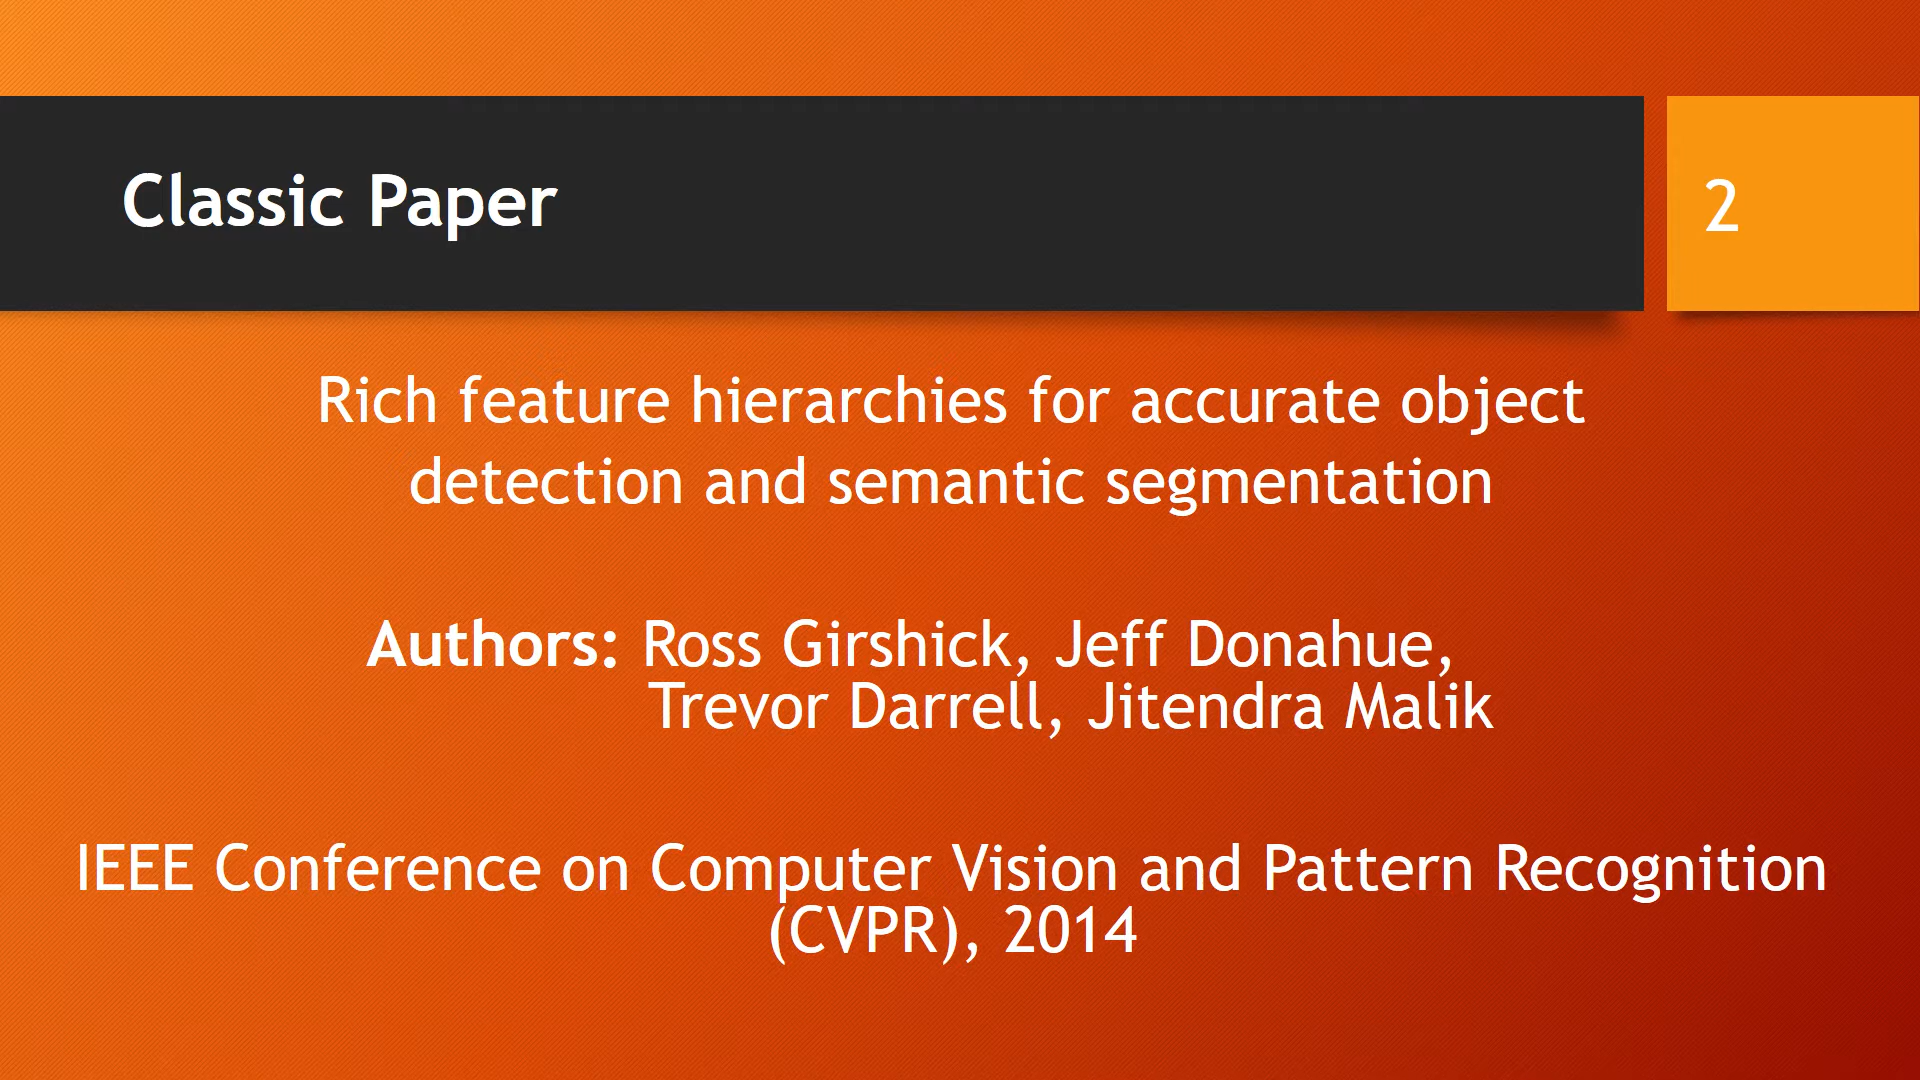 Classic Paper
2
Rich feature hierarchies for accurate object
detection and semantic segmentation
Authors: Ross Girshick, Jeff Donahue,
Trevor Darrell, Jitendra Malik
IEEE Conference on Computer Vision and Pattern Recognition
(CVPR), 2014